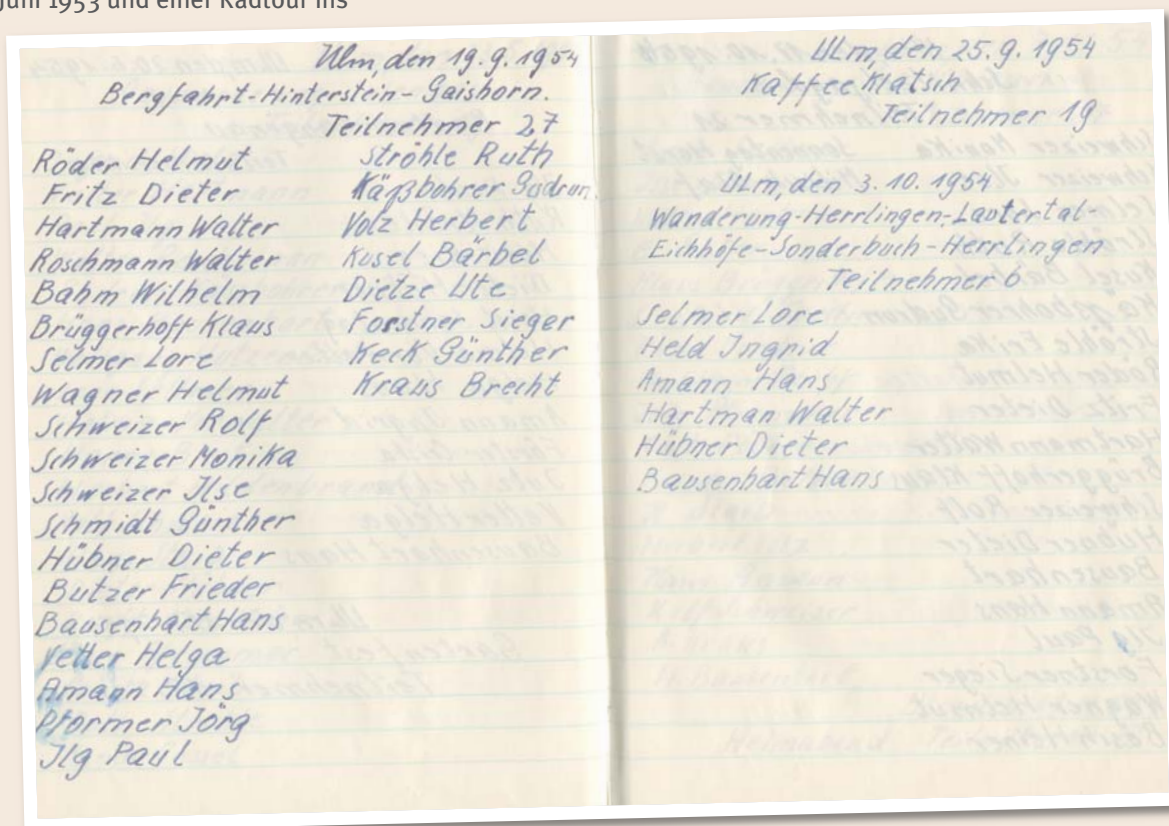 Juni 1953 und einer Radtour ins
Ulm, den 19.9.1954
Bergfahrt-Hinterstein-Gaishorn.
Teilnehmer 27
Röder Helmut
Fritz Dieter
Hartmann Walter
Roschmann Walter
Bahm Wilhelm
Brüggerhoff Klaus
Selmer Lore
Wagner Helmut
Schweizer Rolf
Schweizer Monika
Schweizer Ilse
Schmidt Günther
Hübner Dieter
Butzer Frieder
Bausenhart Hans
Vetter Helga
Amann Hans
Pformer Jörg
Ilg Paul
Ströhle Ruth
Käßbohrer Gudrun
Volz Herbert
Kusel Bärbel
Dietze Ute
Forstner Sieger
Keck Günther
Kraus Brecht
Ulm, den 25.9.1954
Kaffee Klatsch
Teilnehmer 19
Ulm, den 3.10.1954
Wanderung-Herrlingen-Lautertal-
Eichhöfe-Sonderbuch-Herrlingen
Teilnehmer 6
Selmer Lore
Held Ingrid
Amann Hans
Hartman Walter
Hübner Dieter
Bausenhart Hans
Heimabend